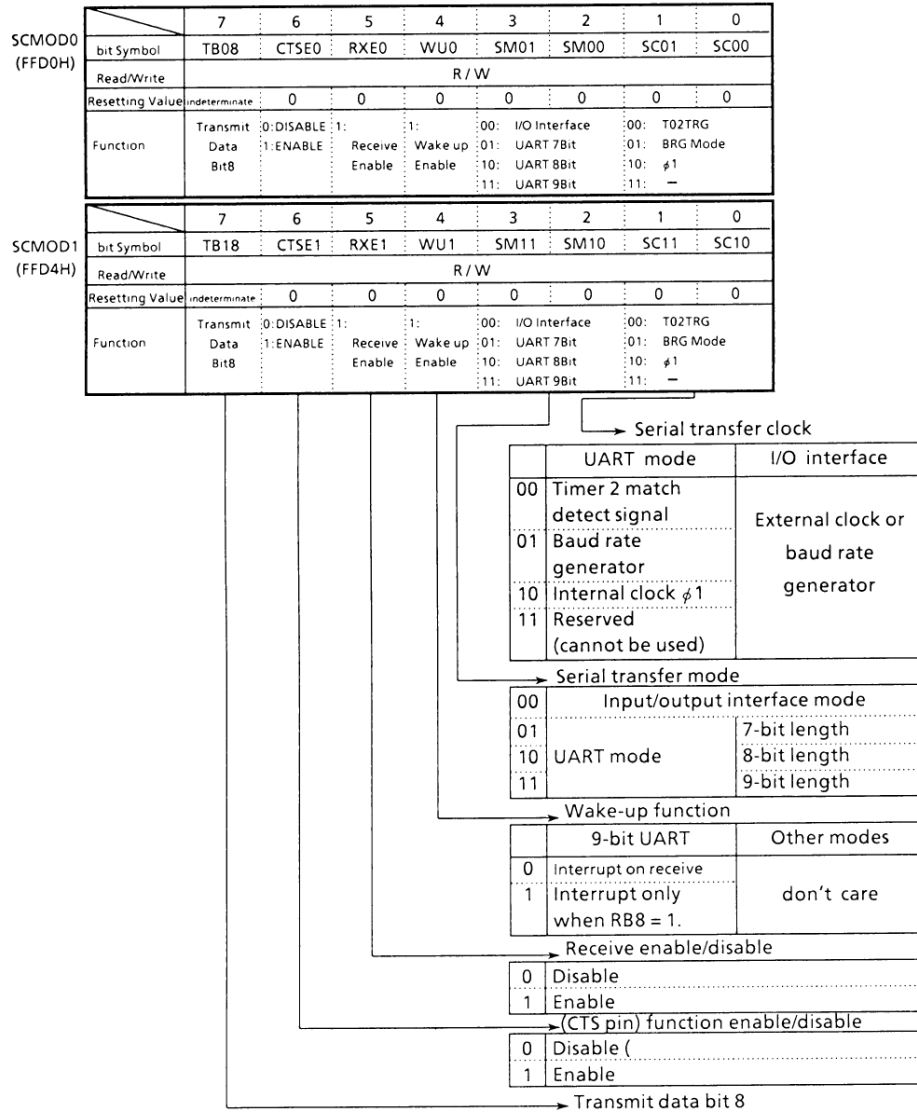 7 6 5 4 3 2 1 0
SCMOD0
(FFD0H)
bit Symbol TB08 CTSE0 RXE0 WU0 SM01 SM00 SC01 SC00
Read/Write R / W
Resetting Value indeterminate 0 0 0 0 0 0 0
Function
Transmit 0:DISABLE 1: 1: 00: I/O Interface 00: T02TRG
Data 1:ENABLE Receive Wake up 01: UART 7Bit 01: BRG Mode
Bit8 Enable Enable 10: UART 8Bit 10: ϕ1
11: UART 9Bit 11: —
7 6 5 4 3 2 1 0
SCMOD1
(FFD4H)
bit Symbol TB18 CTSE1 RXE1 WU1 SM11 SM10 SC11 SC10
Read/Write R / W
Resetting Value indeterminate 0 0 0 0 0 0 0
Function
Transmit 0:DISABLE 1: 1: 00: I/O Interface 00: T02TRG
Data 1:ENABLE Receive Wake up 01: UART 7Bit 01: BRG Mode
Bit8 Enable Enable 10: UART 8Bit 10: ϕ1
11: UART 9Bit 11: —
Serial transfer clock
UART mode I/O interface
00 Timer 2 match
detect signal
01 Baud rate
generator
10 Internal clock ϕ1
11 Reserved
(cannot be used)
External clock or
baud rate
generator
Serial transfer mode
00 Input/output interface mode
01 7-bit length
10 UART mode 8-bit length
11 9-bit length
Wake-up function
9-bit UART Other modes
0 Interrupt on receive
1 Interrupt only don't care
when RB8 = 1.
Receive enable/disable
0 Disable
1 Enable
(CTS pin) function enable/disable
0 Disable (
1 Enable
Transmit data bit 8